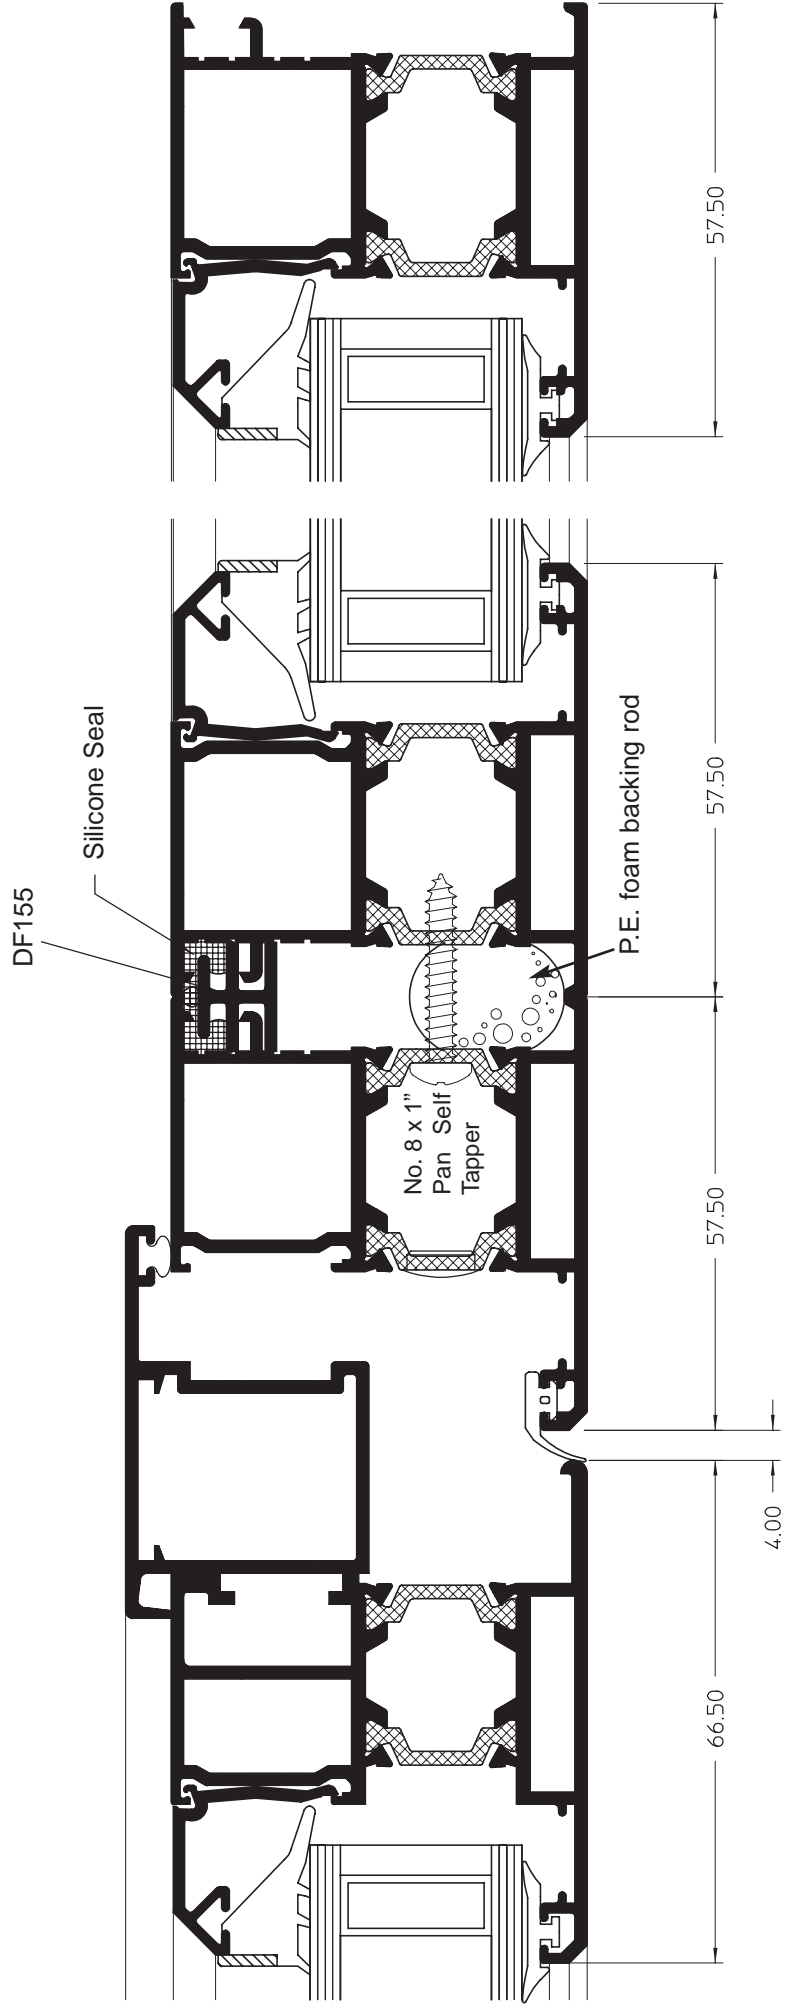 DF155
Silicone Seal
57.50
57.50
P.E. foam backing rod
No. 8 x 1”
Pan Self
Tapper
57.50
4.00
66.50